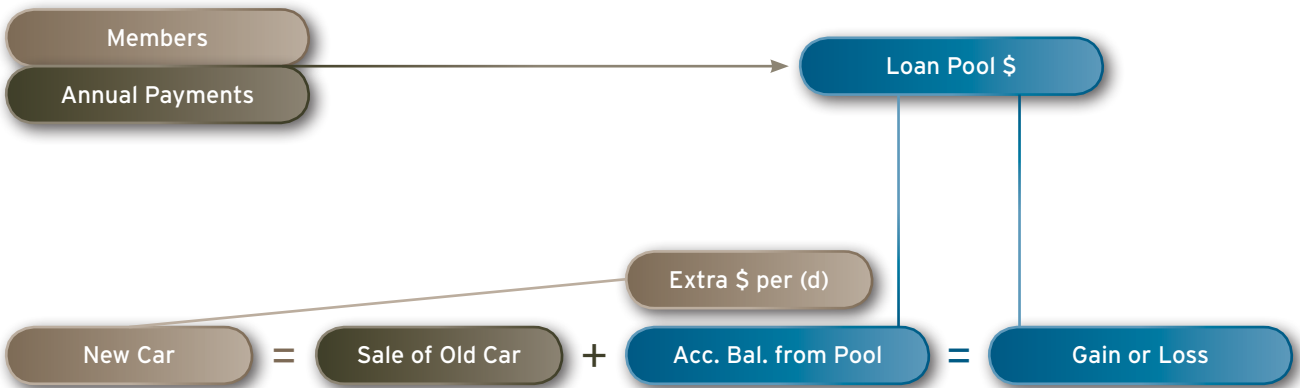 Members
Annual Payments
Loan Pool $
Extra $ per (d)
New Car = Sale of Old Car + Acc. Bal. from Pool = Gain or Loss